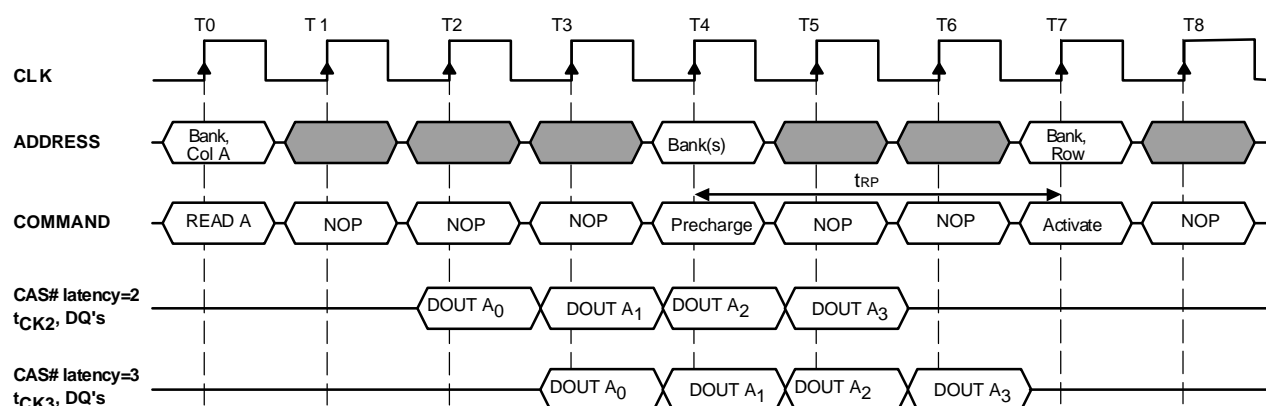 T0 T1 T2 T3 T4 T5 T6 T7 T8
CLK
ADDRESS
Bank,
Col A
Bank(s)
Bank,
Row
tRP
COMMAND
READ A NOP NOP NOP Precharge NOP NOP Activate NOP
CAS# latency=2
tCK2, DQ's
DOUT A0 DOUT A1 DOUT A2 DOUT A3
CAS# latency=3
tCK3, DQ's
DOUT A0 DOUT A1 DOUT A2 DOUT A3